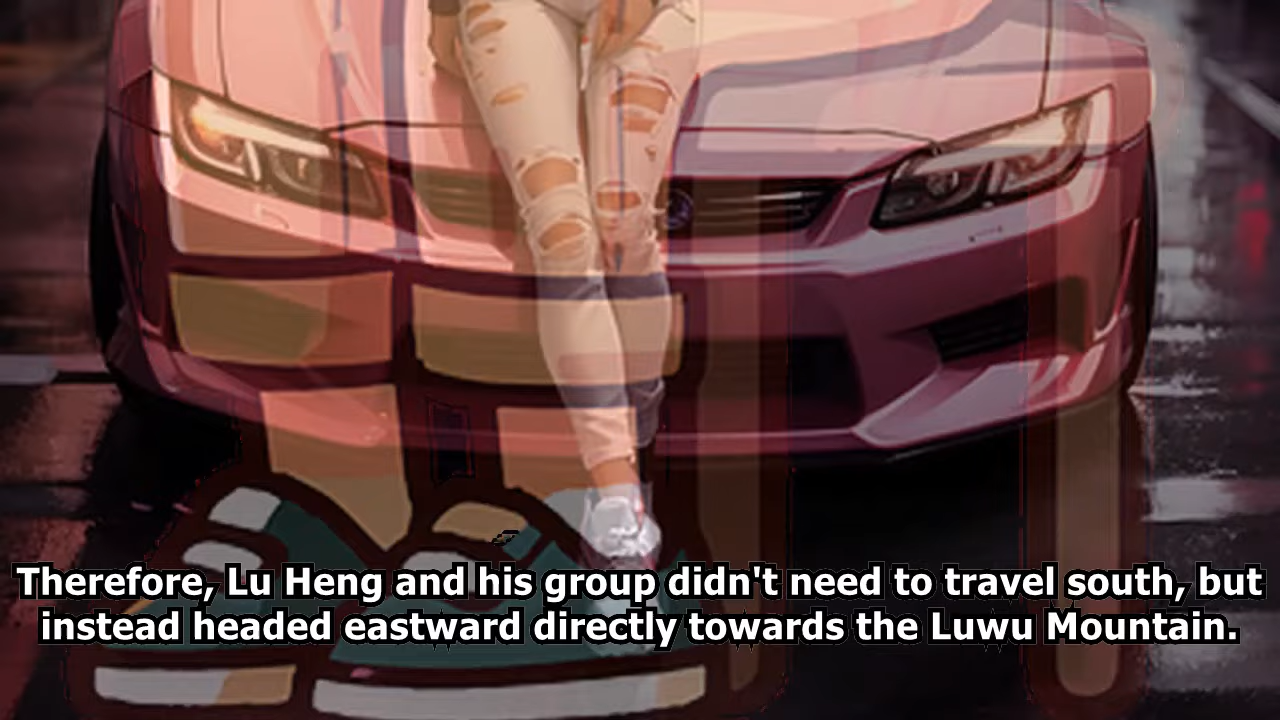 Therefore, Lu Heng and his group didn't need to travel south, but
instead headed eastward directly towards the Luwu Mountain.